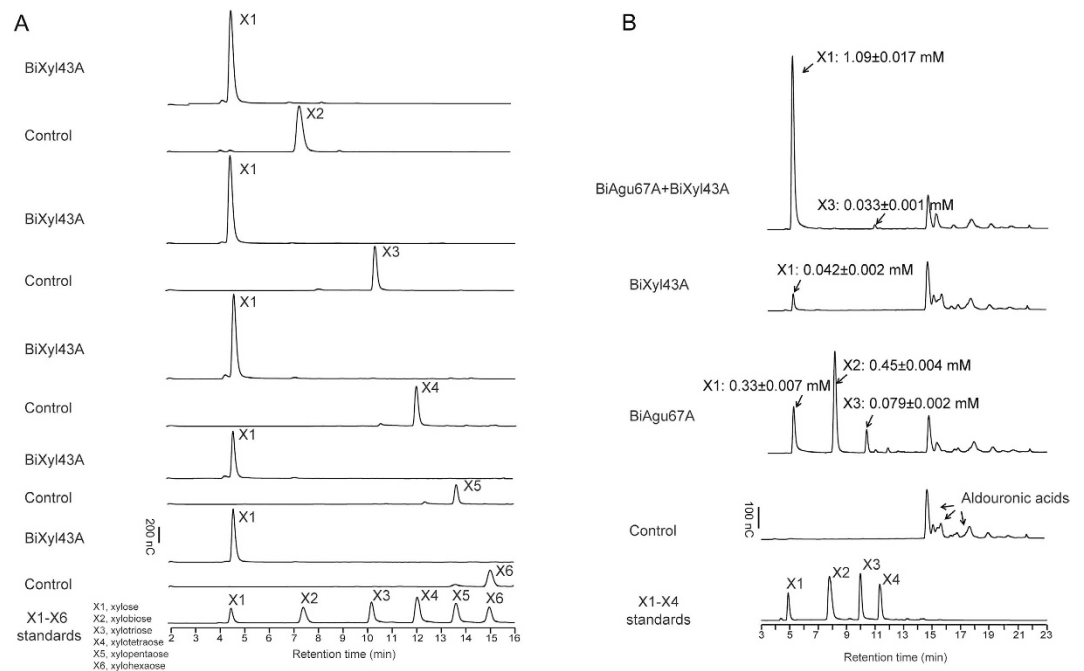 A
X1
BiXyl43A
X2
Control
X1
BiXyl43A
X3
Control
X1
BiXyl43A
X4
Control
X1
BiXyl43A
X5
Control
X1
BiXyl43A
200 nC
X6
Control
X1-X6
standards
X1, xylose
X2, xylobiose
X3, xylotriose
X4, xylotetraose
X5, xylopentaose
X6, xylohexaose
X1 X2 X3 X4 X5 X6
2 3 4 5 6 7 8 9 10 11 12 13 14 15 16
Retention time (min)
B
X1: 1.09±0.017 mM
BiAgu67A+BiXyl43A
X3: 0.033±0.001 mM
X1: 0.042±0.002 mM
BiXyl43A
X2: 0.45±0.004 mM
X1: 0.33±0.007 mM
X3: 0.079±0.002 mM
BiAgu67A
Aldouronic acids
100 nC
Control
X1 X2 X3 X4
X1-X4
standards
3 5 7 9 11 13 15 17 19 21 23
Retention time (min)